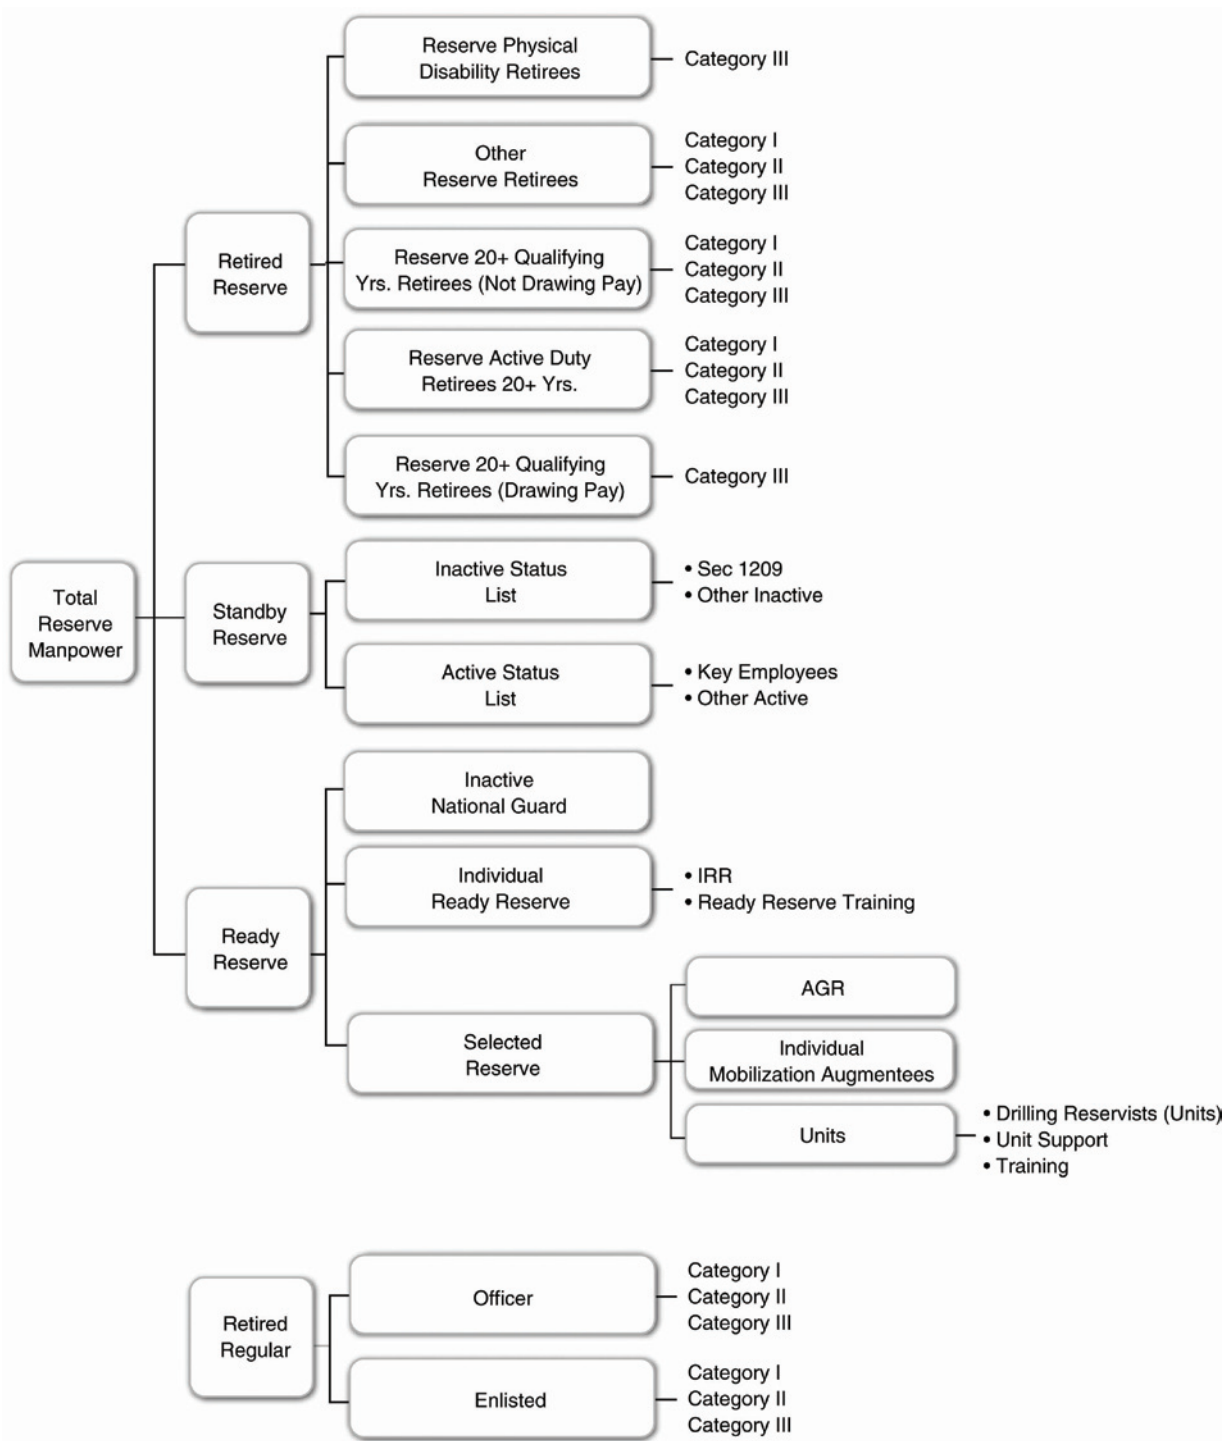 Reserve Physical
Disability Retirees
Category III
Other
Reserve Retirees
Category I
Category II
Category III
Retired
Reserve
Reserve 20+ Qualifying
Yrs. Retirees (Not Drawing Pay)
Category I
Category II
Category III
Reserve Active Duty
Retirees 20+ Yrs.
Category I
Category II
Category III
Reserve 20+ Qualifying
Yrs. Retirees (Drawing Pay)
Category III
Total
Reserve
Manpower
Standby
Reserve
Inactive Status
List
• Sec 1209
• Other Inactive
Active Status
List
• Key Employees
• Other Active
Inactive
National Guard
Individual
Ready Reserve
• IRR
• Ready Reserve Training
Ready
Reserve
Selected
Reserve
AGR
Individual
Mobilization Augmentees
Units
• Drilling Reservists (Units)
• Unit Support
• Training
Retired
Regular
Officer
Category I
Category II
Category III
Enlisted
Category I
Category II
Category III